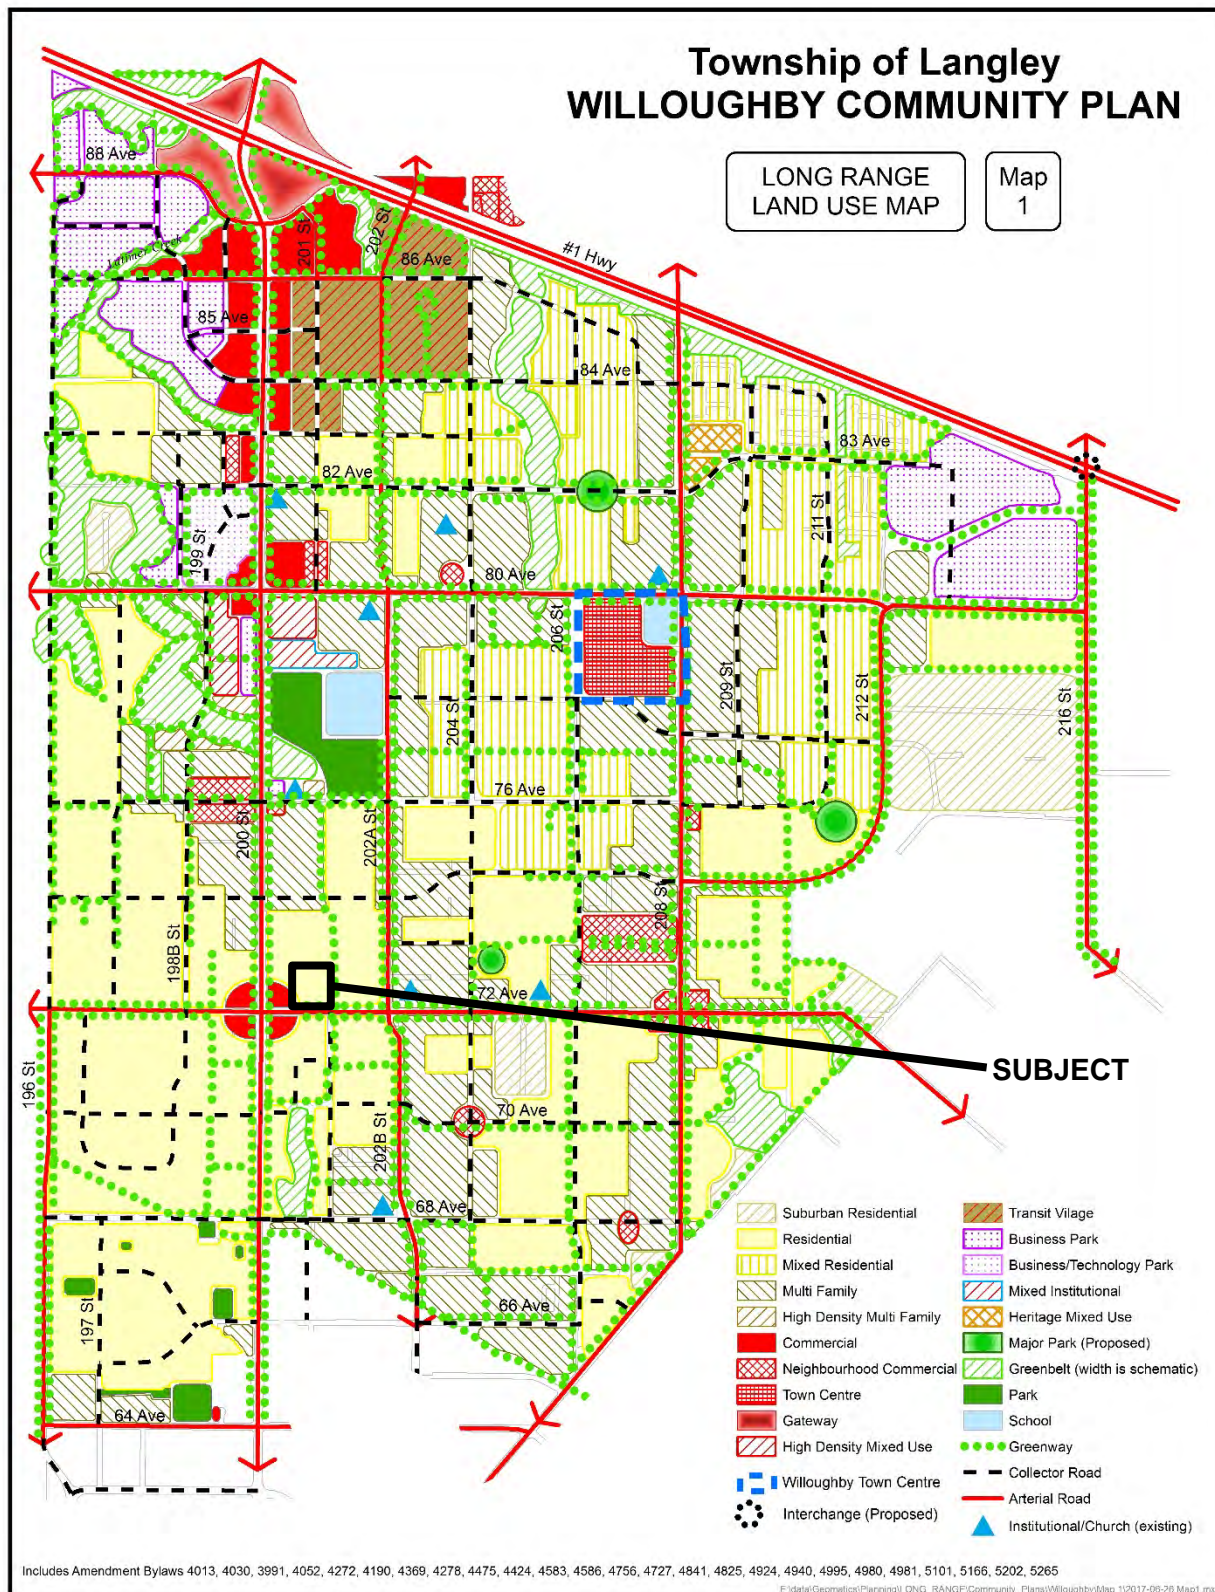 Township of Langley
WILLOUGHBY COMMUNITY PLAN
LONG RANGE
LAND USE MAP
Map
1
88 Ave
Latimer Creek
201 St
202 St
86 Ave
#1 Hwy
85 Ave
84 Ave
83 Ave
82 Ave
211 St
199 St
80 Ave
206 St
209 St
212 St
216 St
204 St
76 Ave
200 St
202A St
208 St
198B St
72 Ave
SUBJECT
196 St
70 Ave
202B St
68 Ave
66 Ave
197 St
64 Ave
Suburban Residential
Residential
Mixed Residential
Multi Family
High Density Multi Family
Commercial
Neighbourhood Commercial
Town Centre
Gateway
High Density Mixed Use
Willoughby Town Centre
Interchange (Proposed)
Transit Vilage
Business Park
Business/Technology Park
Mixed Institutional
Heritage Mixed Use
Major Park (Proposed)
Greenbelt (width is schematic)
Park
School
Greenway
Collector Road
Arterial Road
Institutional/Church (existing)
Includes Amendment Bylaws 4013, 4030, 3991, 4052, 4272, 4190, 4369, 4278, 4475, 4424, 4583, 4586, 4756, 4727, 4841, 4825, 4924, 4940, 4995, 4980, 4981, 5101, 5166, 5202, 5265